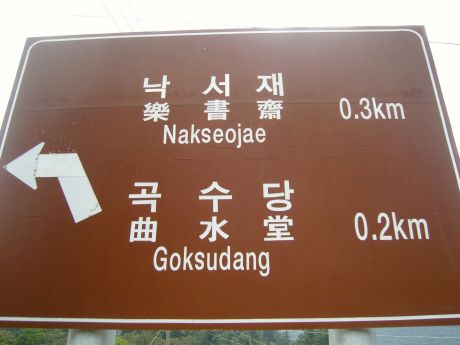 낙 서 재
樂 書 齋 0.3km
Nakseojae
곡 수 당
曲 水 堂 0.2km
Goksudang